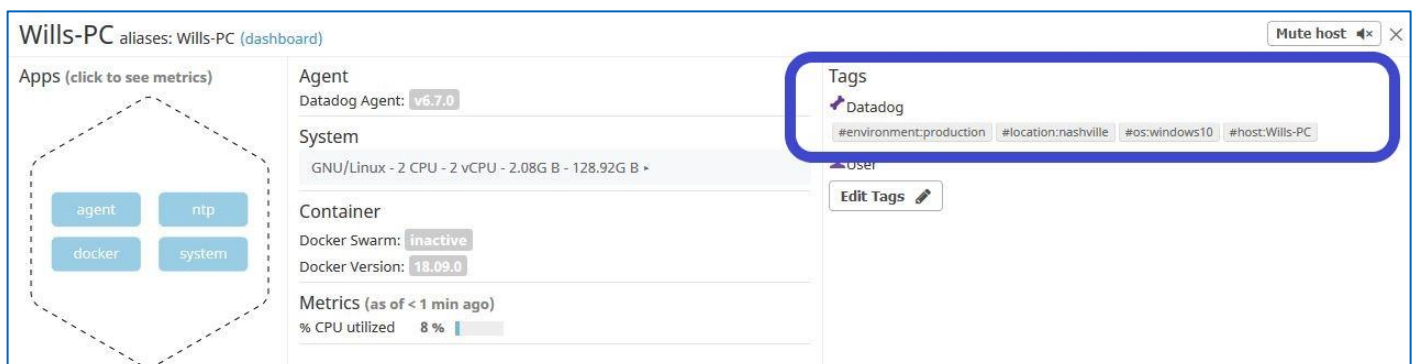 Wills-PC aliases: Wills-PC (dashboard)
Mute host
Apps (click to see metrics)
agent
ntp
docker
system
Agent
Datadog Agent: v6.7.0
System
GNU/Linux - 2 CPU - 2 vCPU - 2.08G B - 128.92G B
Container
Docker Swarm: inactive
Docker Version: 18.09.0
Metrics (as of < 1 min ago)
% CPU utilized 8 %
Tags
Datadog
#environment:production #location:nashville #os:windows10 #host:Wills-PC
User
Edit Tags